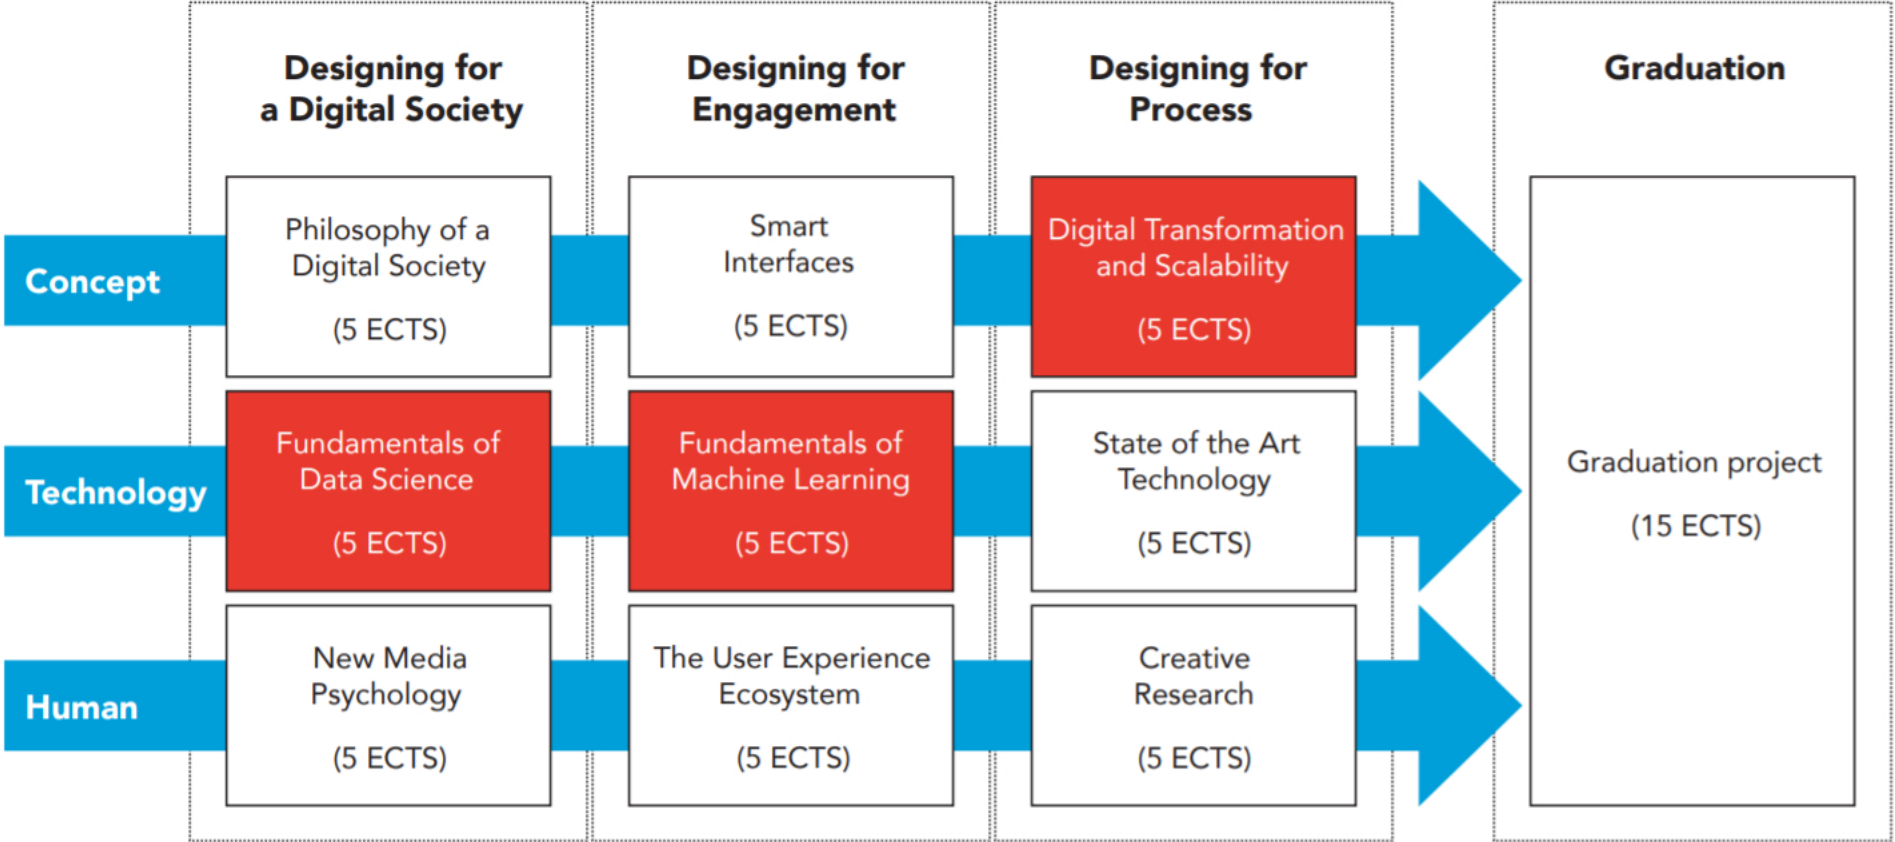 Designing for
a Digital Society
Designing for
Engagement
Designing for
Process
Graduation
Concept
Philosophy of a
Digital Society
(5 ECTS)
Smart
Interfaces
(5 ECTS)
Digital Transformation
and Scalability
(5 ECTS)
Technology
Fundamentals of
Data Science
(5 ECTS)
Fundamentals of
Machine Learning
(5 ECTS)
State of the Art
Technology
(5 ECTS)
Human
New Media
Psychology
(5 ECTS)
The User Experience
Ecosystem
(5 ECTS)
Creative
Research
(5 ECTS)
Graduation project
(15 ECTS)